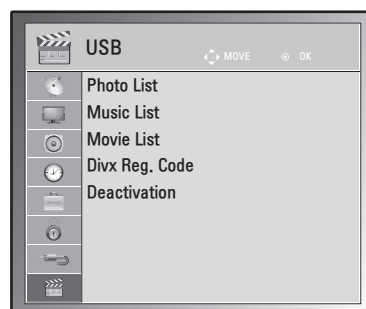 USB
MOVE OK
Photo List
Music List
Movie List
Divx Reg. Code
Deactivation